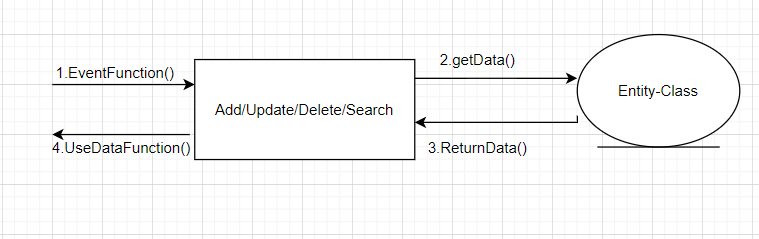 1.EventFunction()
2.getData()
Add/Update/Delete/Search
Entity-Class
4.UseDataFunction()
3.ReturnData()